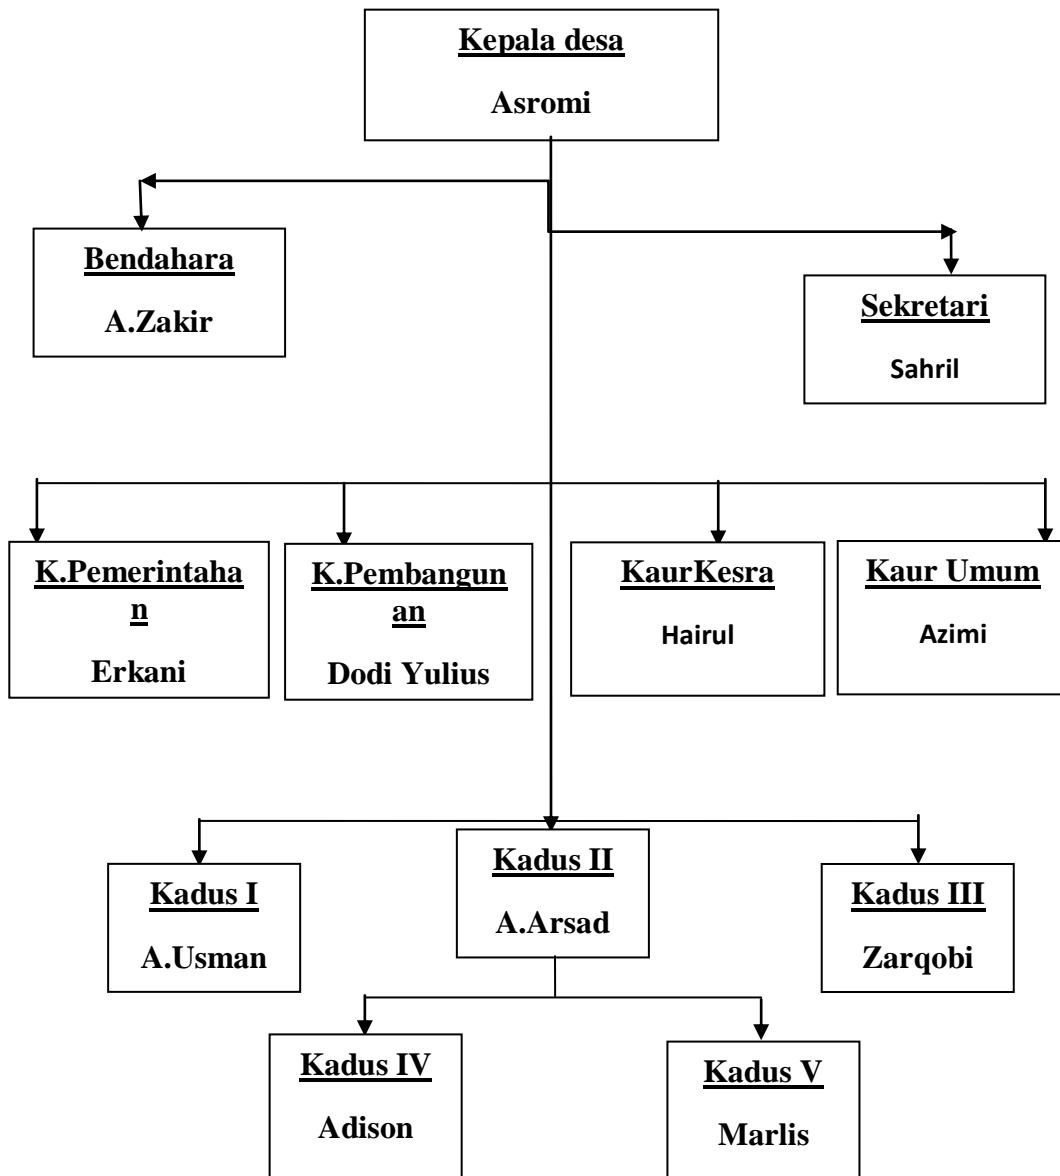 Kepala desa
Asromi
Bendahara
A.Zakir
Sekretari
Sahril
K.Pemerintaha
n
Erkani
K.Pembangun
an
Dodi Yulius
KaurKesra
Hairul
Kaur Umum
Azimi
Kadus I
A.Usman
Kadus II
A.Arsad
Kadus III
Zarqobi
Kadus IV
Adison
Kadus V
Marlis